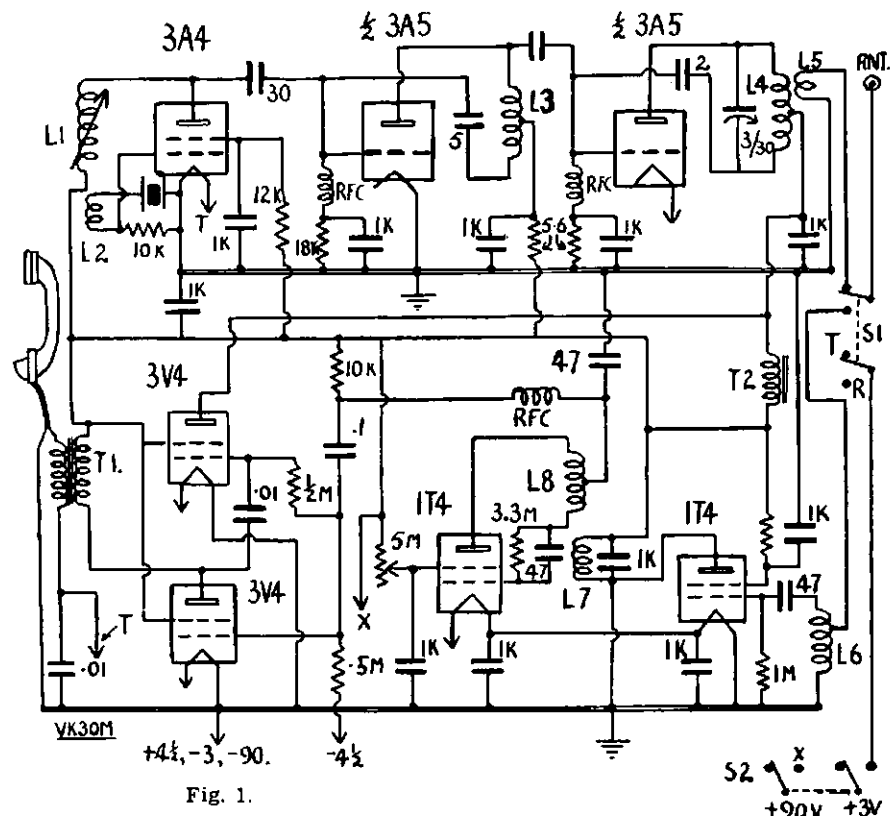 3A4
½ 3A5
½ 3A5
ANT.
30
5
L3
2
L4
L5
3/30
L1
L2
RFC
RFC
T
12K
10K
1K
18K
1K
1K
5.6
1K
1K
1K
S1
T
R
3V4
10K
47
RFC
T2
.1
T1.
.01
½M
1T4
L8
3.3M
47
1T4
1K
5M
L7
1K
47
3V4
X
T
1K
1K
1K
1M
L6
.01
.5M
VK3OM
+4½, -3, -90.
-4½
Fig. 1.
S2
X
+90V
+3V